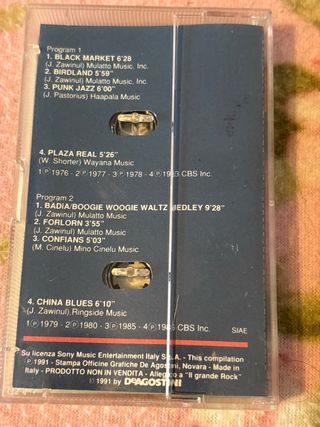 Program 1
1. BLACK MARKET 6'28
(J. Zawinul) Mulatto Music, Inc.
2. BIRDLAND 5'59"
(J. Zawinul) Mulatto Music, Inc.
3. PUNK JAZZ 6'00"
(J. Pastorius) Haapala Music
4. PLAZA REAL 5'26"
(W. Shorter) Wayana Music
1 ℗ 1976 - 2 ℗ 1977 - 3 ℗ 1978 - 4 ℗ CBS Inc.
Program 2
1. BADIA/BOOGIE WOOGIE WALTZ MEDLEY 9'28"
(J. Zawinul) Mulatto Music
2. FORLORN 3'55"
(J. Zawinul) Mulatto Music
3. CONFIANS 5'03"
(M. Cinelu) Mino Cinelu Music
4. CHINA BLUES 6'10"
(J. Zawinul) Ringside Music
1 ℗ 1979 - 2 ℗ 1980 - 3 ℗ 1985 - 4 ℗ CBS Inc. SIAE
Su licenza Sony Music Entertainment Italy S.p.A. - This compilation
℗ 1991 - Stampa Officine Grafiche De Agostini, Novara - Made in
Italy - PRODOTTO NON IN VENDITA - Allegato a "Il grande Rock"
© 1991 by DEAGOSTINI